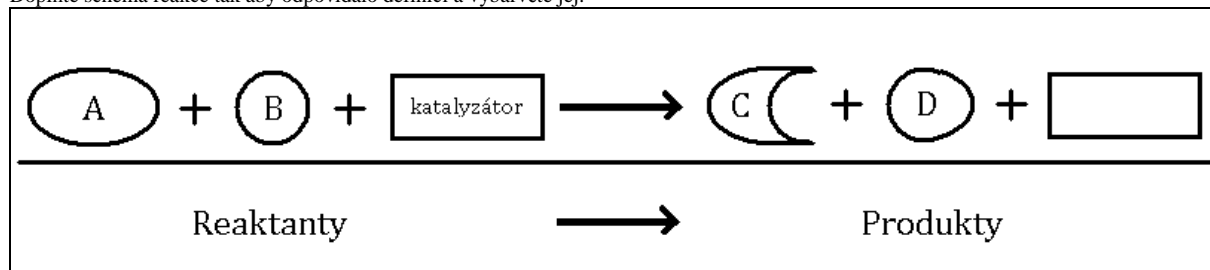 Doplňte schéma reakce tak aby odpovídalo definici a vybarvěte jej.
A + B + katalyzátor → C + D +
Reaktanty → Produkty